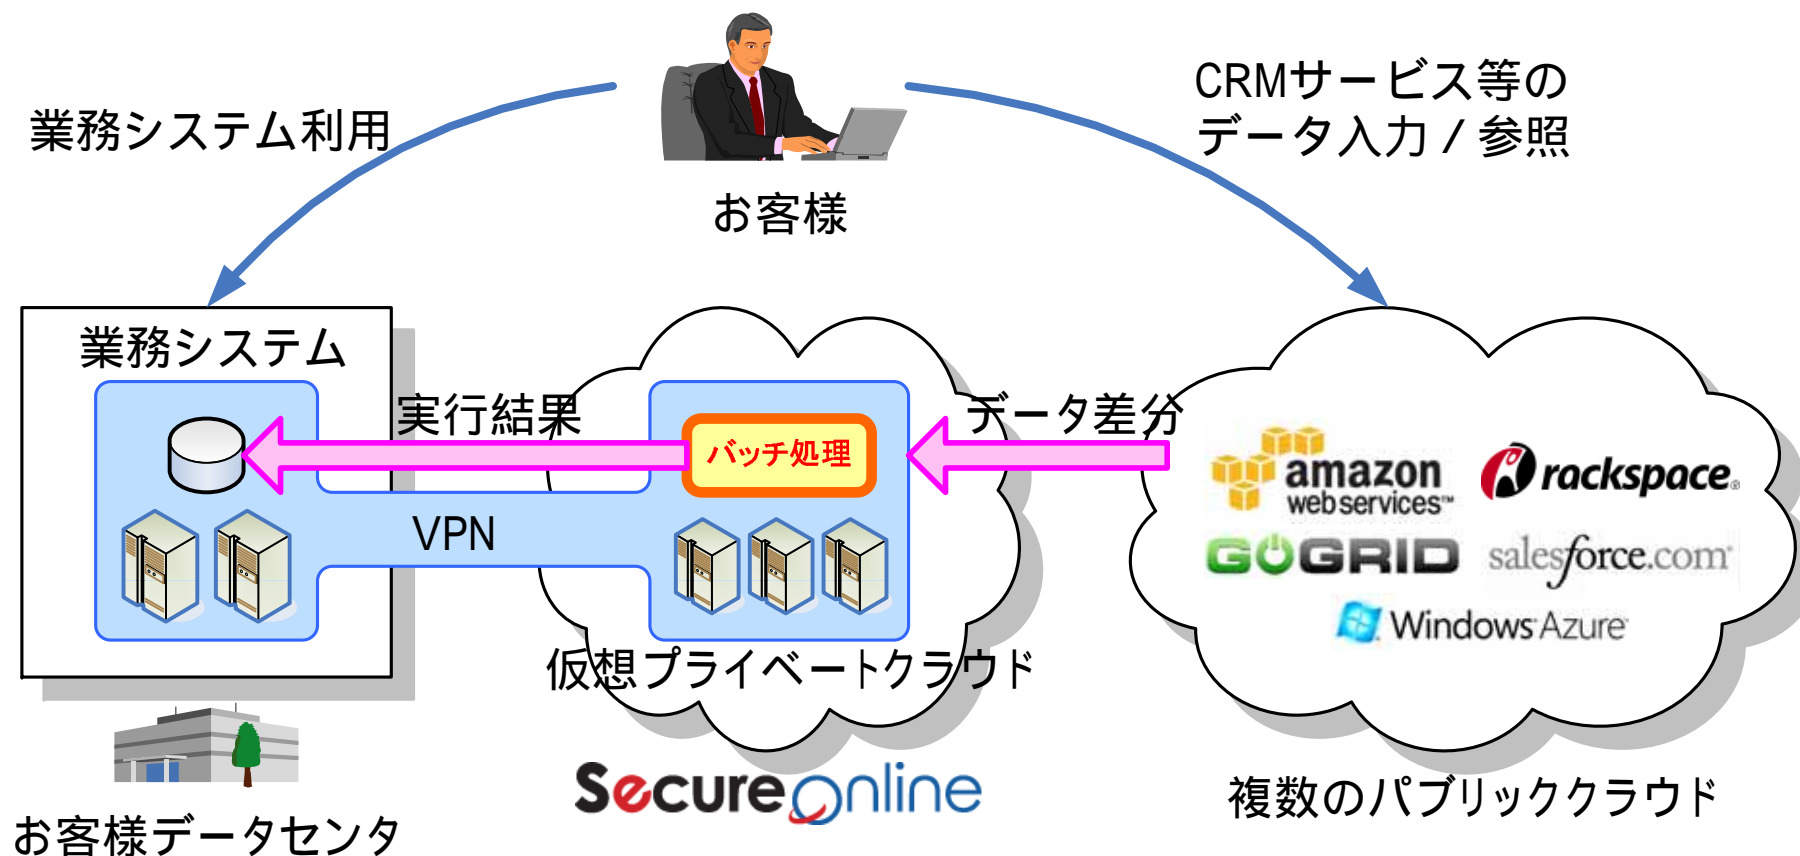 CRMサービス等の
データ入力 / 参照
業務システム利用
お客様
業務システム
実行結果
データ差分
バッチ処理
VPN
amazon
webservices™
rackspace®
GOGRID
salesforce.com
Windows Azure
仮想プライベートクラウド
SecureOnline
複数のパブリッククラウド
お客様データセンタ